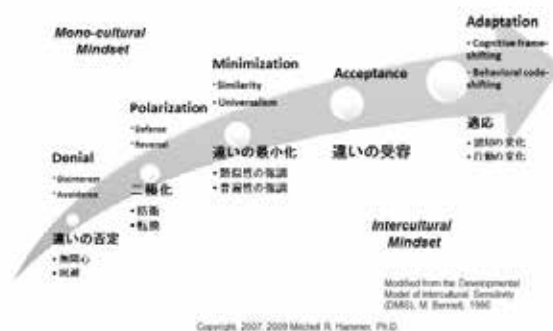 Mono-cultural
Mindset
Adaptation
• Cognitive frame-
shifting
• Behavioral code-
shifting
Minimization
• Similarity
• Universalism
Acceptance
Polarization
• Defense
• Reversal
Denial
• Disinterest
• Avoidance
適応
• 認知の変化
• 行動の変化
違いの最小化
• 類似性の強調
• 普遍性の強調
違いの受容
二極化
• 防衛
• 転換
違いの否定
• 無関心
• 回避
Intercultural
Mindset
Modified from the Developmental
Model of Intercultural Sensitivity
(DMIS), M. Bennett, 1986
Copyright, 2007, 2009 Mitchell R. Hammer, Ph.D.